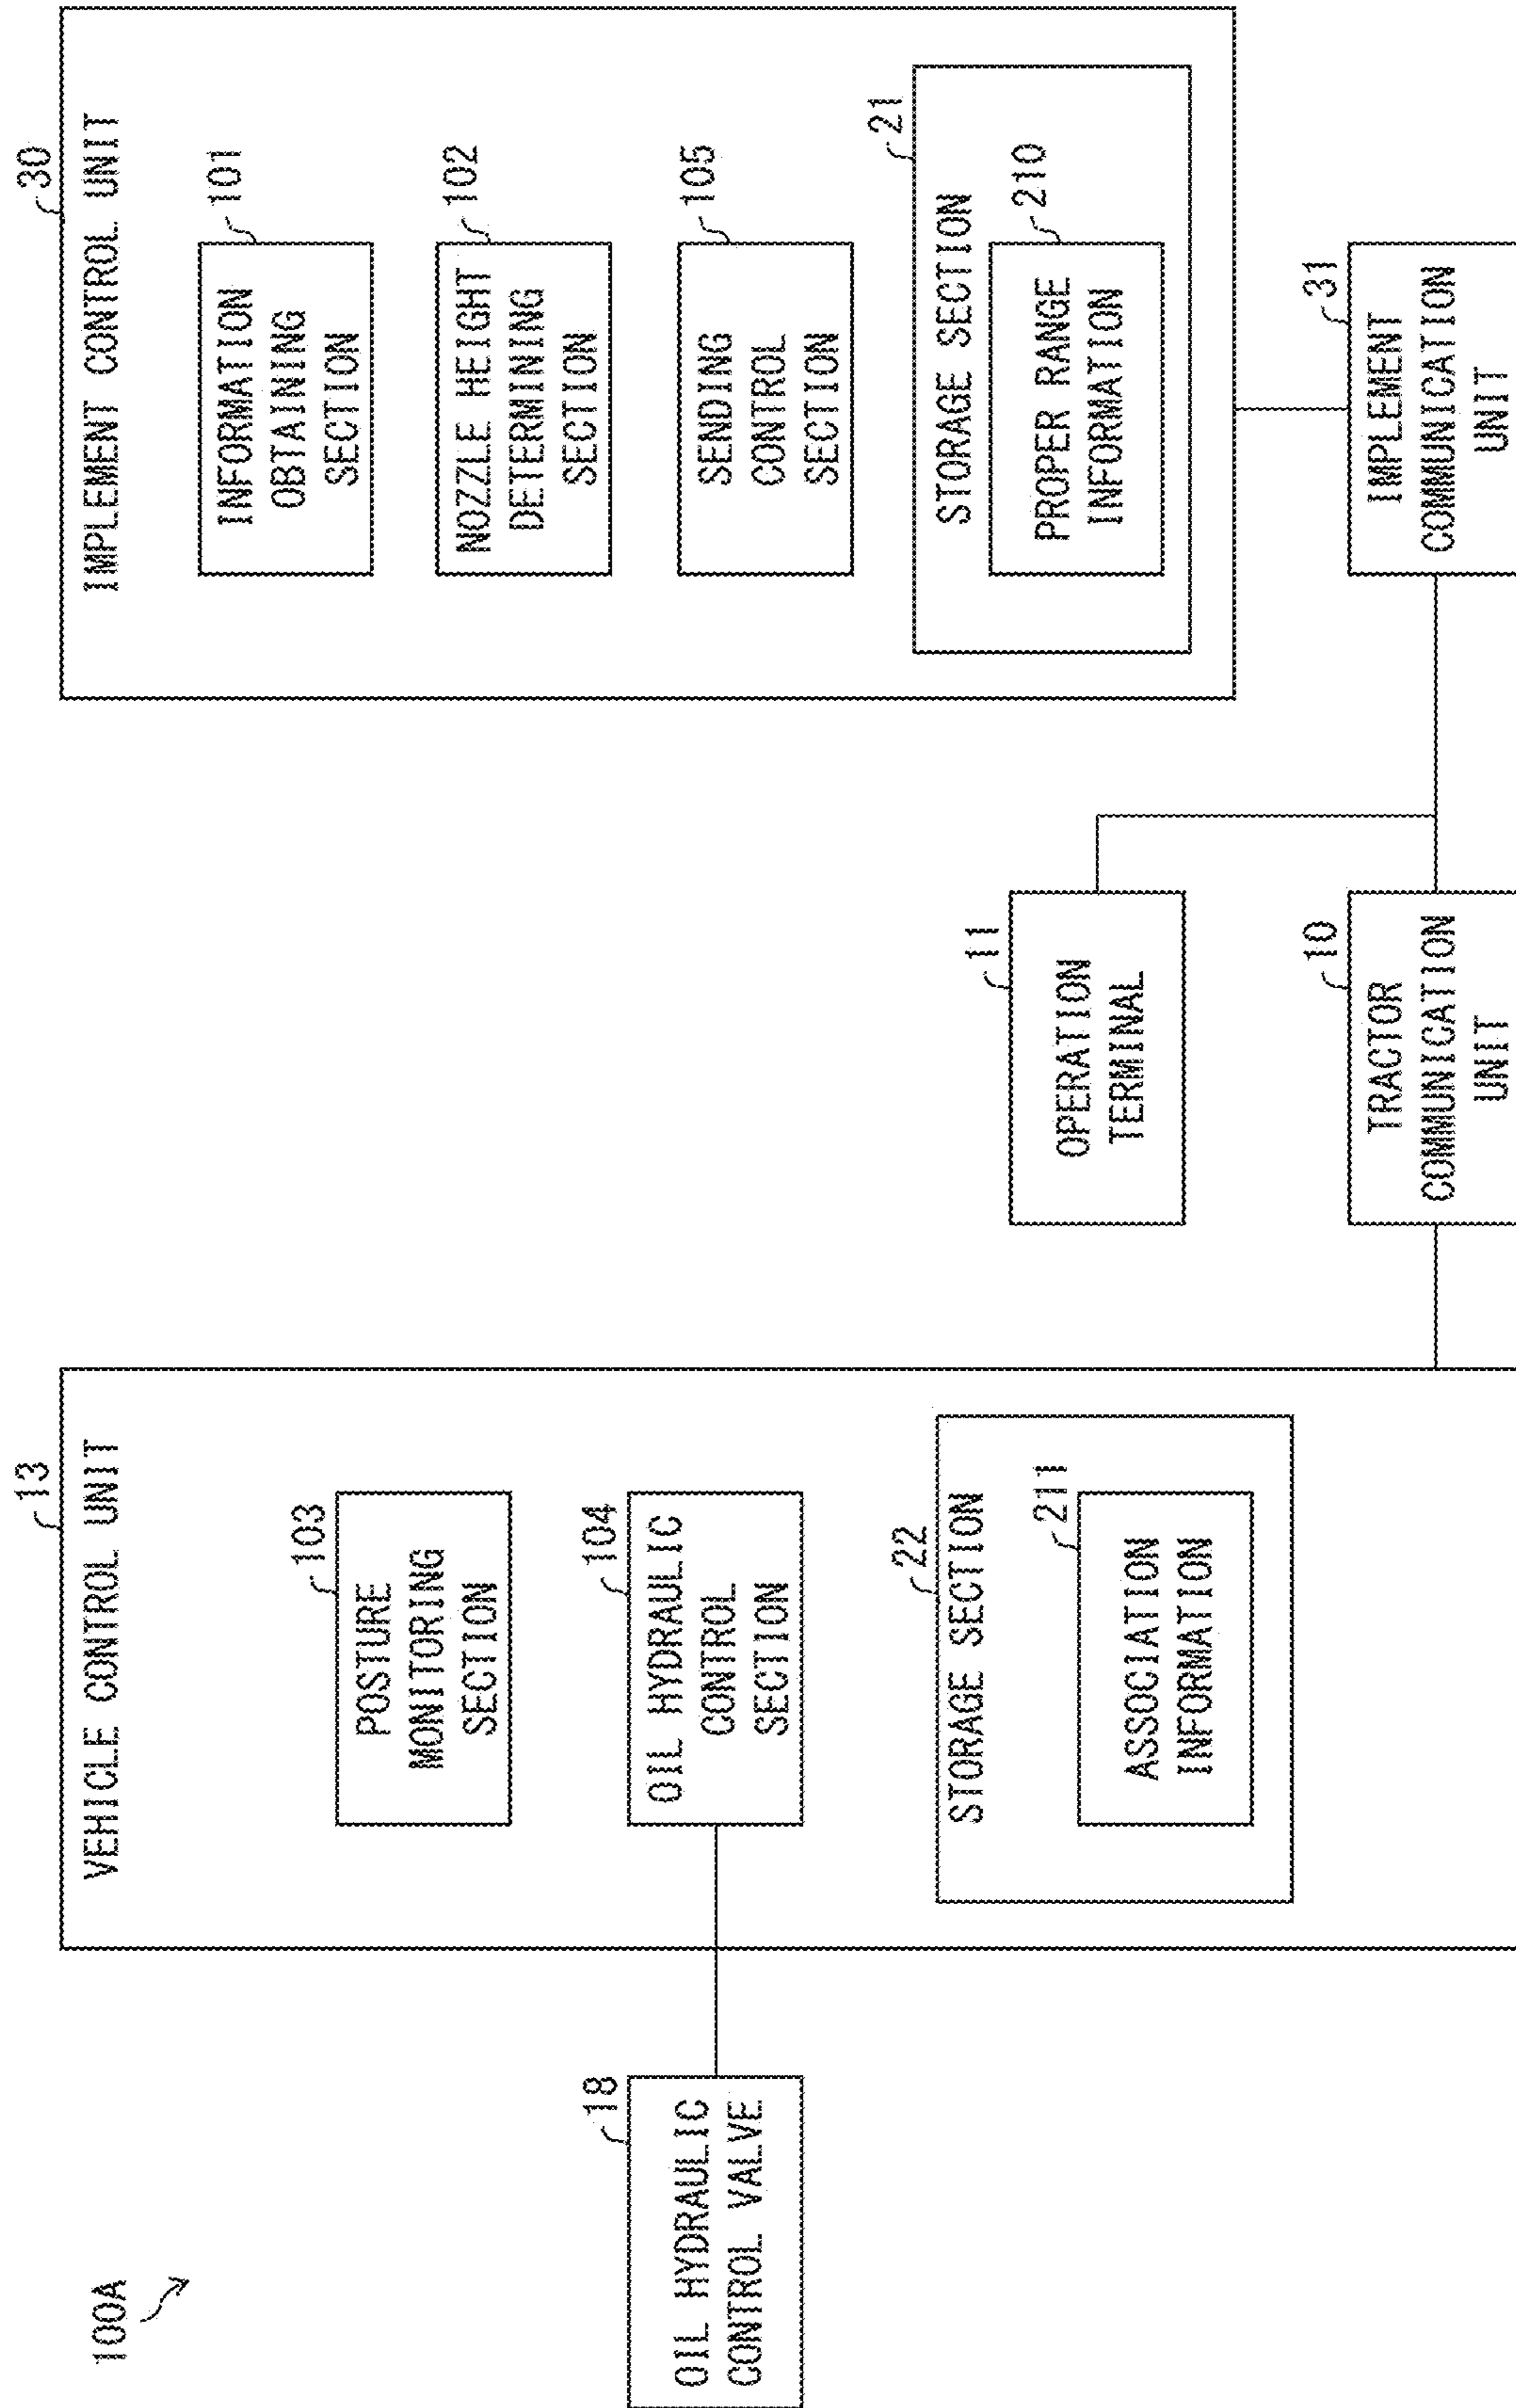 100A
18
OIL HYDRAULIC
CONTROL VALVE
13
VEHICLE CONTROL UNIT
103
POSTURE
MONITORING
SECTION
104
OIL HYDRAULIC
CONTROL
SECTION
22
STORAGE SECTION
211
ASSOCIATION
INFORMATION
11
OPERATION
TERMINAL
10
TRACTOR
COMMUNICATION
UNIT
30
IMPLEMENT CONTROL UNIT
101
INFORMATION
OBTAINING
SECTION
102
NOZZLE HEIGHT
DETERMINING
SECTION
105
SENDING
CONTROL
SECTION
21
STORAGE SECTION
210
PROPER RANGE
INFORMATION
31
IMPLEMENT
COMMUNICATION
UNIT